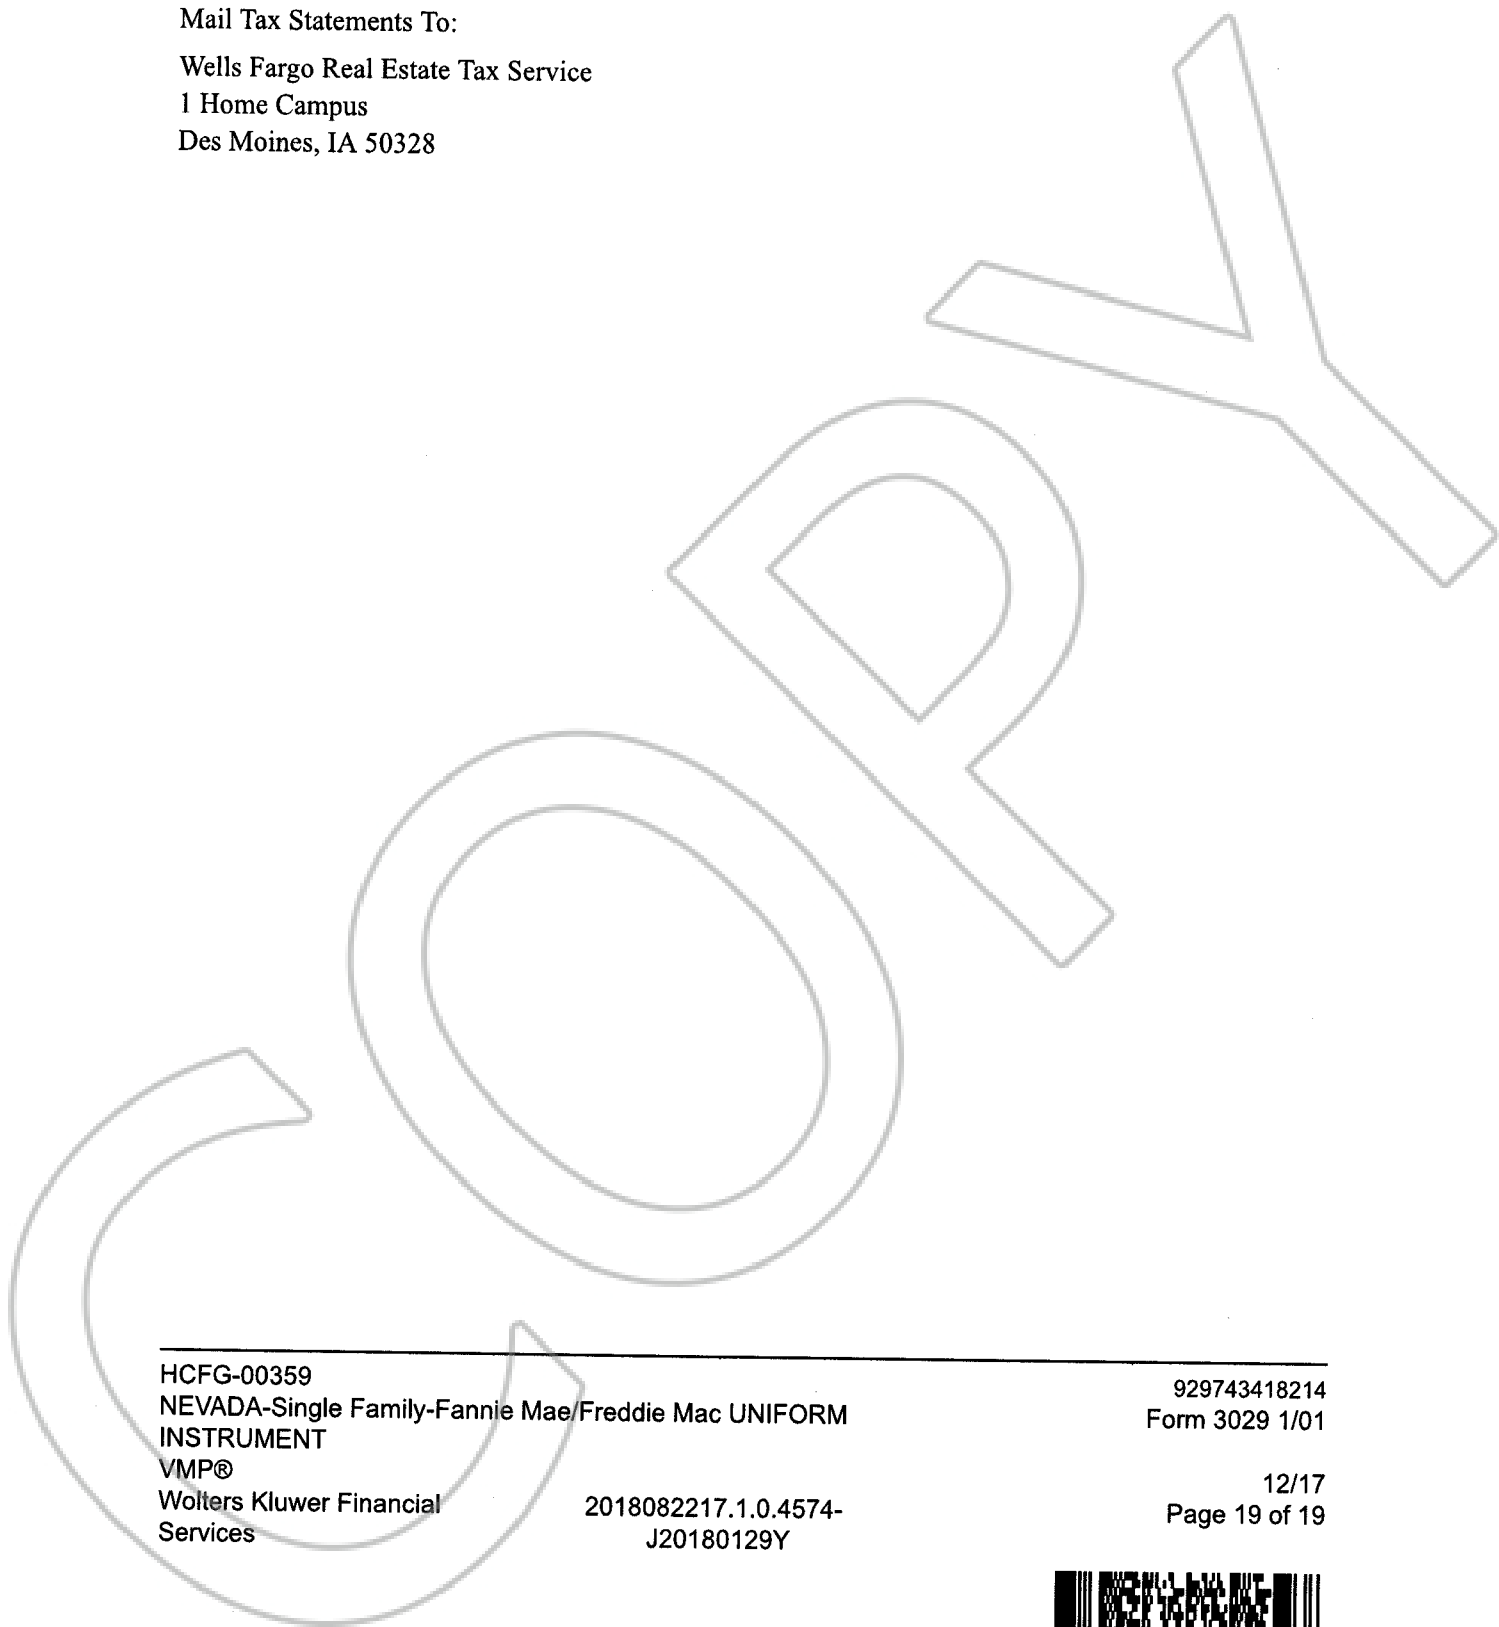 Mail Tax Statements To:
Wells Fargo Real Estate Tax Service
1 Home Campus
Des Moines, IA 50328
COPY
HCFG-00359
NEVADA-Single Family-Fannie Mae/Freddie Mac UNIFORM
INSTRUMENT
VMP®
Wolters Kluwer Financial
Services
2018082217.1.0.4574-
J20180129Y
929743418214
Form 3029 1/01
12/17
Page 19 of 19